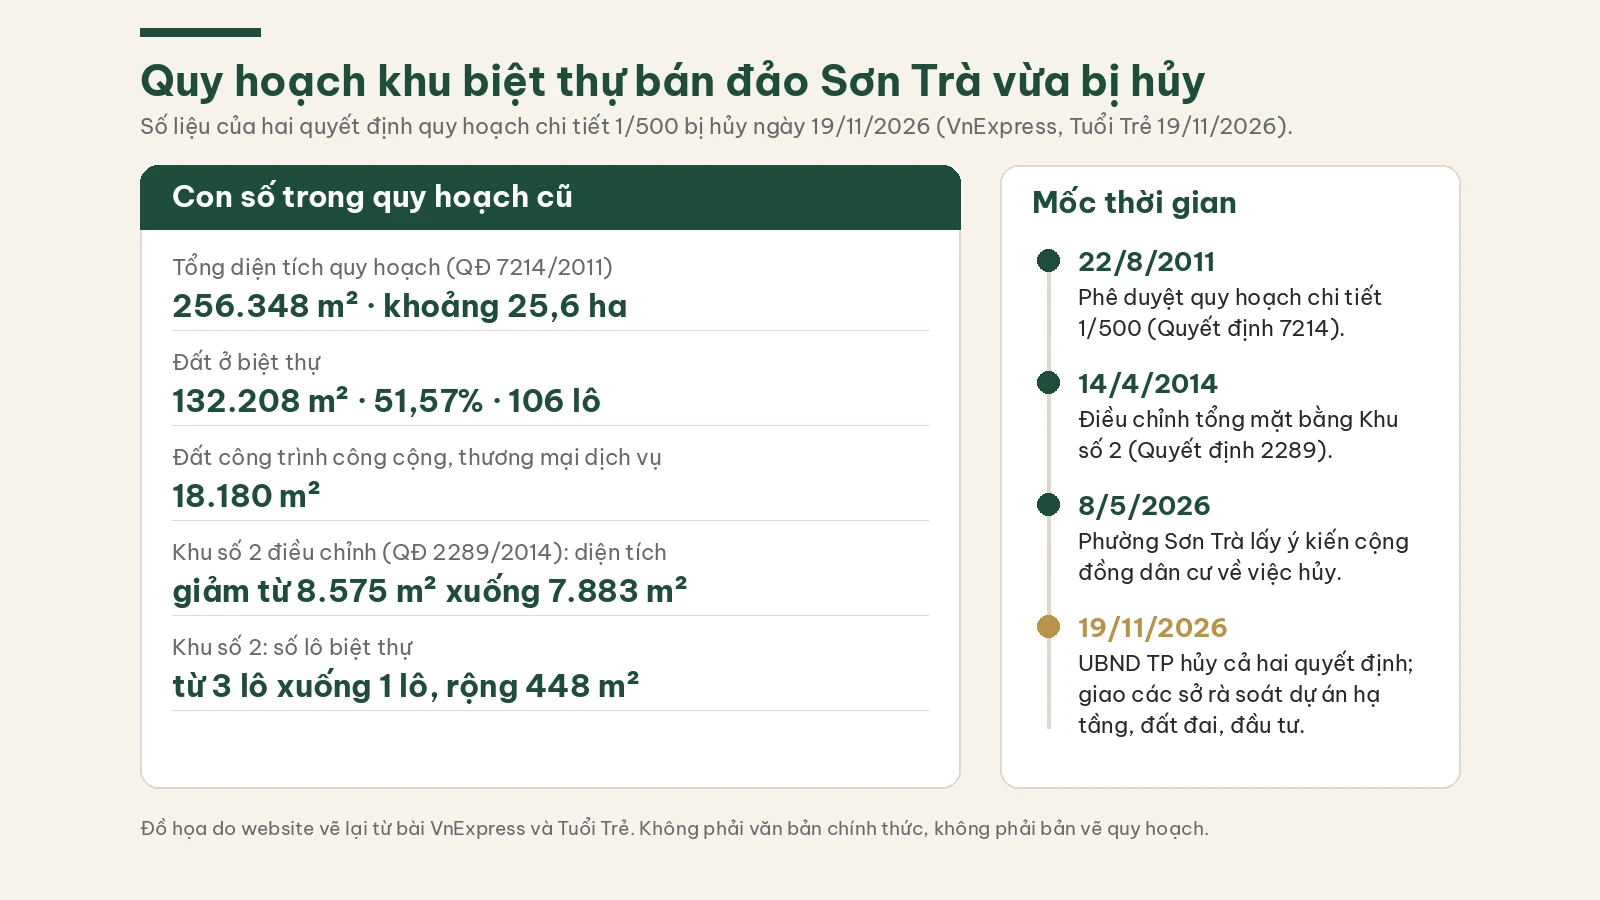 Quy hoạch khu biệt thự bán đảo Sơn Trà vừa bị hủy
Số liệu của hai quyết định quy hoạch chi tiết 1/500 bị hủy ngày 19/11/2026 (VnExpress, Tuổi Trẻ 19/11/2026).
Con số trong quy hoạch cũ
Tổng diện tích quy hoạch (QĐ 7214/2011)
256.348 m² · khoảng 25,6 ha
Đất ở biệt thự
132.208 m² · 51,57% · 106 lô
Đất công trình công cộng, thương mại dịch vụ
18.180 m²
Khu số 2 điều chỉnh (QĐ 2289/2014): diện tích
giảm từ 8.575 m² xuống 7.883 m²
Khu số 2: số lô biệt thự
từ 3 lô xuống 1 lô, rộng 448 m²
Mốc thời gian
22/8/2011
Phê duyệt quy hoạch chi tiết
1/500 (Quyết định 7214).
14/4/2014
Điều chỉnh tổng mặt bằng Khu
số 2 (Quyết định 2289).
8/5/2026
Phường Sơn Trà lấy ý kiến cộng
đồng dân cư về việc hủy.
19/11/2026
UBND TP hủy cả hai quyết định;
giao các sở rà soát dự án hạ
tầng, đất đai, đầu tư.
Đồ họa do website vẽ lại từ bài VnExpress và Tuổi Trẻ. Không phải văn bản chính thức, không phải bản vẽ quy hoạch.